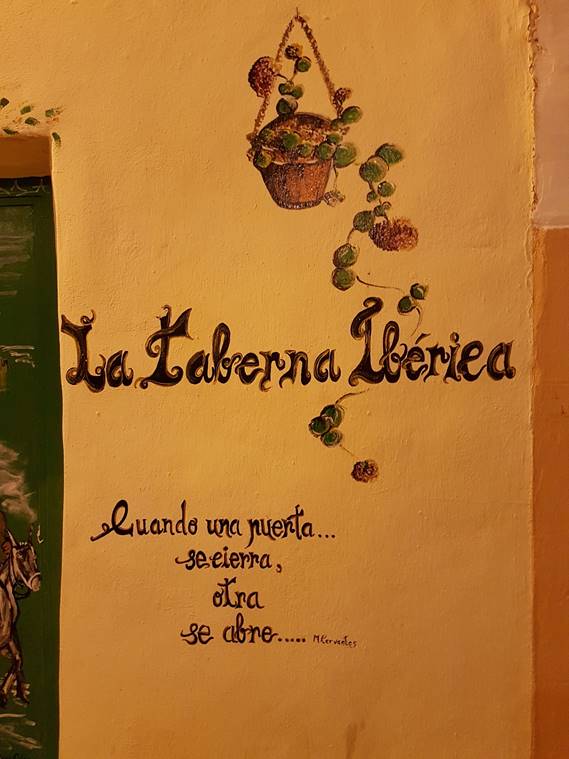 La Taberna Ibérica
Cuando una puerta...
se cierra,
otra
se abre.....
M. Cervantes